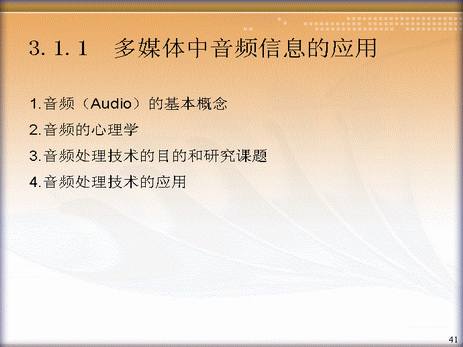 3.1.1 多媒体中音频信息的应用
1.音频（Audio）的基本概念
2.音频的心理学
3.音频处理技术的目的和研究课题
4.音频处理技术的应用
41